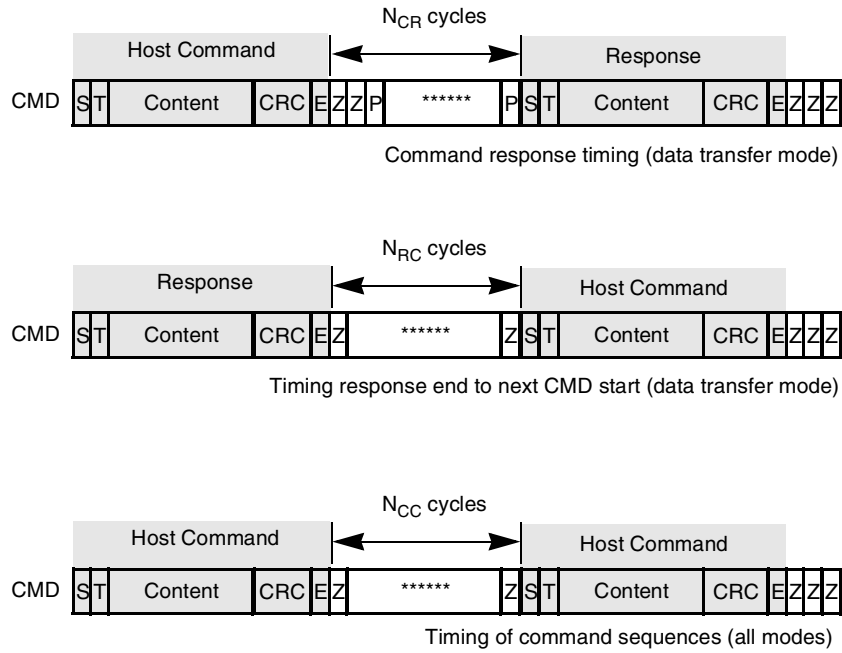 N_CR cycles
Host Command Response
CMD S T Content CRC E Z Z P ****** P S T Content CRC E Z Z Z
Command response timing (data transfer mode)
N_RC cycles
Response Host Command
CMD S T Content CRC E Z ****** Z S T Content CRC E Z Z Z
Timing response end to next CMD start (data transfer mode)
N_CC cycles
Host Command Host Command
CMD S T Content CRC E Z ****** Z S T Content CRC E Z Z Z
Timing of command sequences (all modes)